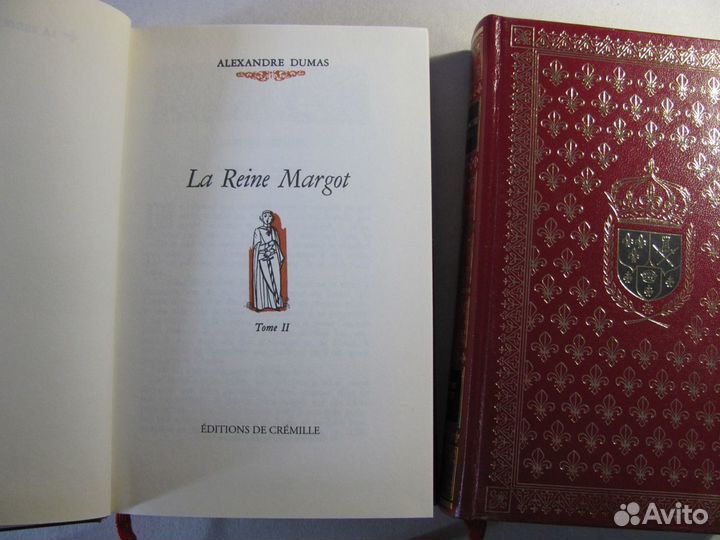 ALEXANDRE DUMAS
La Reine Margot
Tome II
ÉDITIONS DE CRÉMILLE
Avito